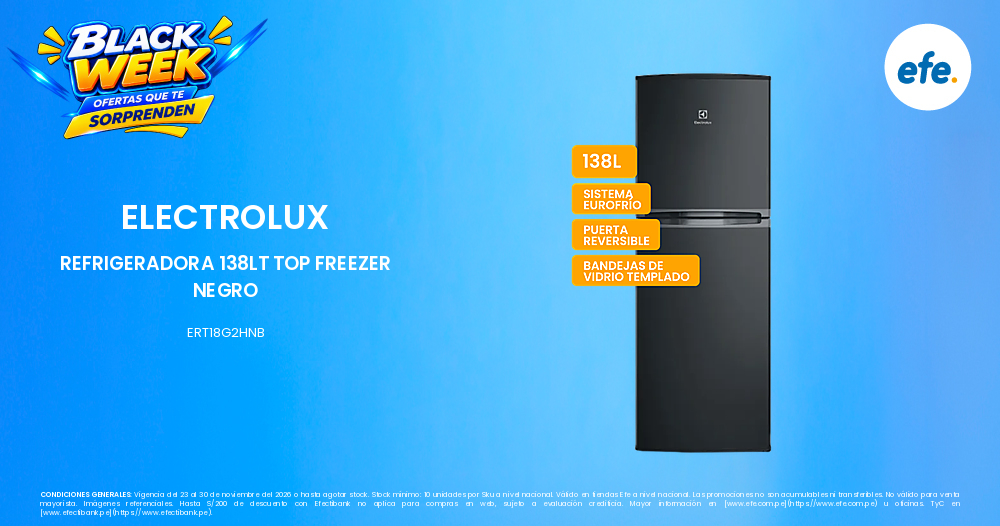 BLACK
WEEK
OFERTAS QUE TE
SORPRENDEN
efe.
Electrolux
138L
SISTEMA
EUROFRÍO
PUERTA
REVERSIBLE
BANDEJAS DE
VIDRIO TEMPLADO
ELECTROLUX
REFRIGERADORA 138LT TOP FREEZER
NEGRO
ERT18G2HNB
CONDICIONES GENERALES: Vigencia del 23 al 30 de noviembre del 2026 o hasta agotar stock. Stock mínimo: 10 unidades por Sku a nivel nacional. Válido en tiendas Efe a nivel nacional. Las promociones no son acumulables ni transferibles. No válido para venta
mayorista. Imágenes referenciales. Hasta S/200 de descuento con Efectibank no aplica para compras en web, sujeto a evaluación crediticia. Mayor información en [www.efe.com.pe](https://www.efe.com.pe) u oficinas. TyC en
[www.efectibank.pe](https://www.efectibank.pe).